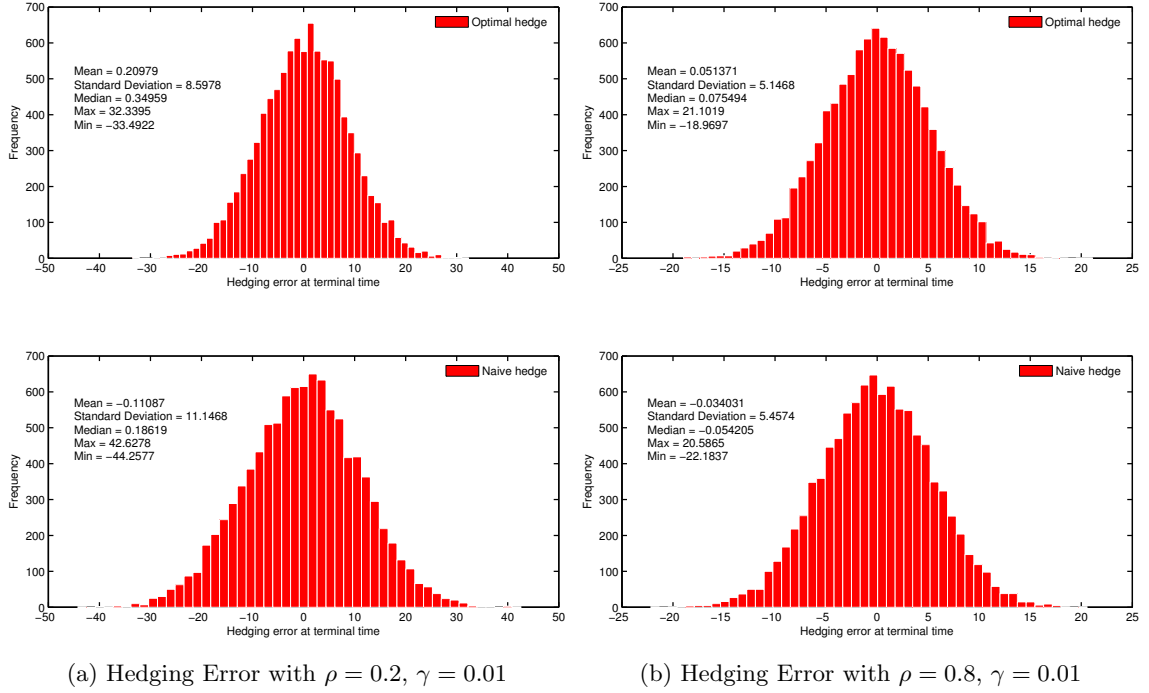 700
600
500
400
300
200
100
0
Frequency
Optimal hedge
Mean = 0.20979
Standard Deviation = 8.5978
Median = 0.34959
Max = 32.3395
Min = −33.4922
−50 −40 −30 −20 −10 0 10 20 30 40 50
Hedging error at terminal time
700
600
500
400
300
200
100
0
Frequency
Optimal hedge
Mean = 0.051371
Standard Deviation = 5.1468
Median = 0.075494
Max = 21.1019
Min = −18.9697
−25 −20 −15 −10 −5 0 5 10 15 20 25
Hedging error at terminal time
700
600
500
400
300
200
100
0
Frequency
Naive hedge
Mean = −0.11087
Standard Deviation = 11.1468
Median = 0.18619
Max = 42.6278
Min = −44.2577
−50 −40 −30 −20 −10 0 10 20 30 40 50
Hedging error at terminal time
700
600
500
400
300
200
100
0
Frequency
Naive hedge
Mean = −0.034031
Standard Deviation = 5.4574
Median = −0.054205
Max = 20.5865
Min = −22.1837
−25 −20 −15 −10 −5 0 5 10 15 20 25
Hedging error at terminal time
(a) Hedging Error with ρ = 0.2, γ = 0.01
(b) Hedging Error with ρ = 0.8, γ = 0.01